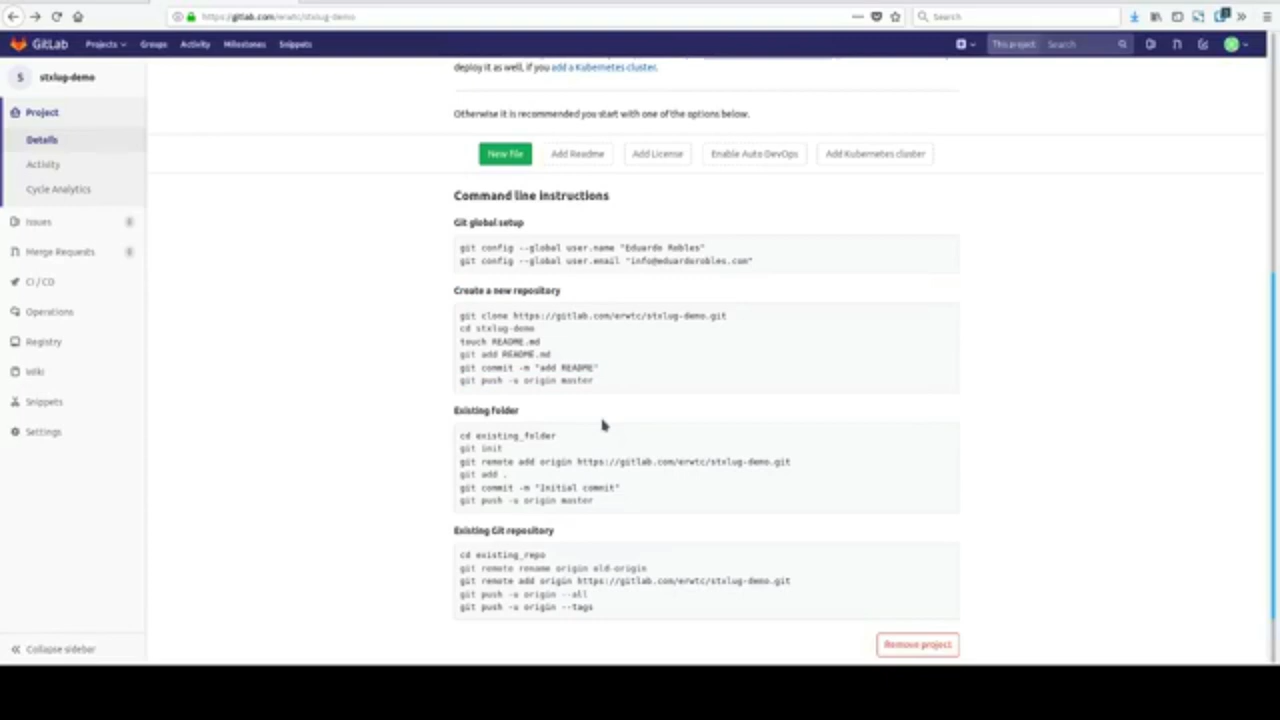 https://gitlab.com/erwtc/stxlug-demo
Search
GitLab Projects Groups Activity Milestones Snippets
This project Search
S stxlug-demo
Project
Details
Activity
Cycle Analytics
Issues 0
Merge Requests 0
CI / CD
Operations
Registry
Wiki
Snippets
Settings
Collapse sidebar
deploy it as well, if you add a Kubernetes cluster.
Otherwise it is recommended you start with one of the options below.
New file Add Readme Add License Enable Auto DevOps Add Kubernetes cluster
Command line instructions
Git global setup
git config --global user.name "Eduardo Robles"
git config --global user.email "info@eduardorobles.com"
Create a new repository
git clone https://gitlab.com/erwtc/stxlug-demo.git
cd stxlug-demo
touch README.md
git add README.md
git commit -m "add README"
git push -u origin master
Existing folder
cd existing_folder
git init
git remote add origin https://gitlab.com/erwtc/stxlug-demo.git
git add .
git commit -m "Initial commit"
git push -u origin master
Existing Git repository
cd existing_repo
git remote rename origin old-origin
git remote add origin https://gitlab.com/erwtc/stxlug-demo.git
git push -u origin --all
git push -u origin --tags
Remove project